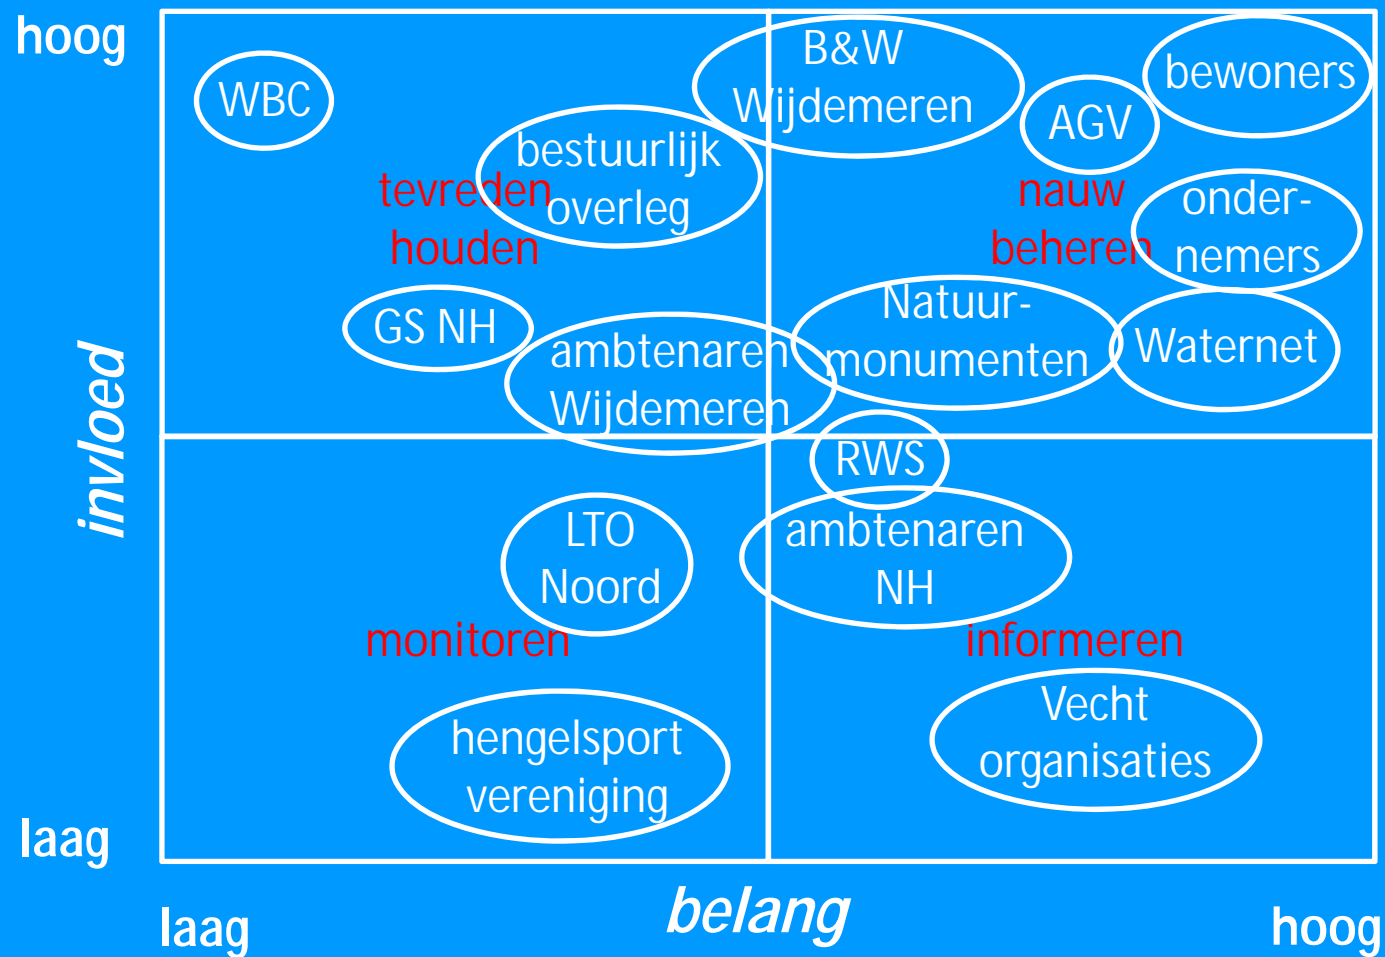 hoog
WBC
bestuurlijk
overleg
tevreden
houden
GS NH
ambtenaren
Wijdemeren
B&W
Wijdemeren
AGV
bewoners
nauw
beheren
onder-
nemers
Natuur-
monumenten
Waternet
invloed
LTO
Noord
monitoren
hengelsport
vereniging
RWS
ambtenaren
NH
informeren
Vecht
organisaties
laag
laag
belang
hoog